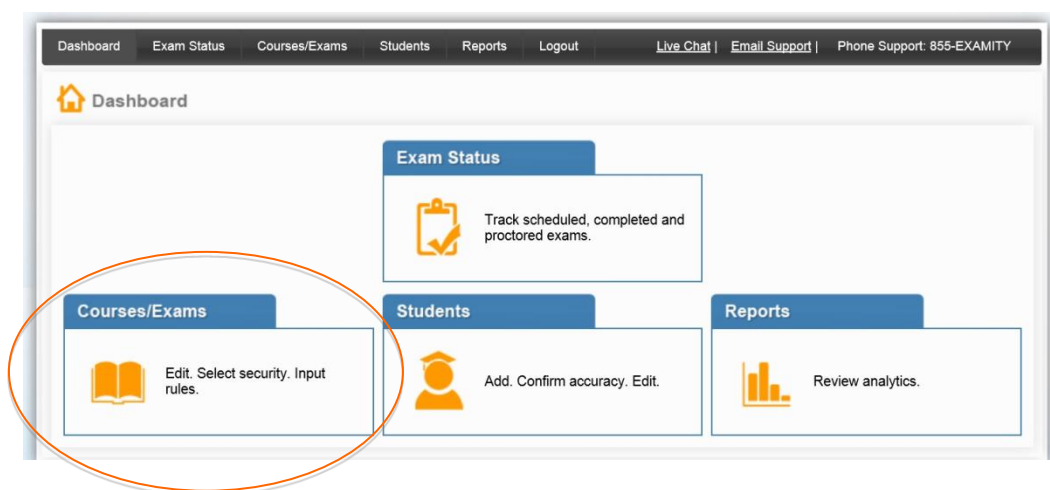 Dashboard Exam Status Courses/Exams Students Reports Logout Live Chat | Email Support | Phone Support: 855-EXAMITY
Dashboard
Exam Status
Track scheduled, completed and
proctored exams.
Courses/Exams
Edit. Select security. Input
rules.
Students
Add. Confirm accuracy. Edit.
Reports
Review analytics.